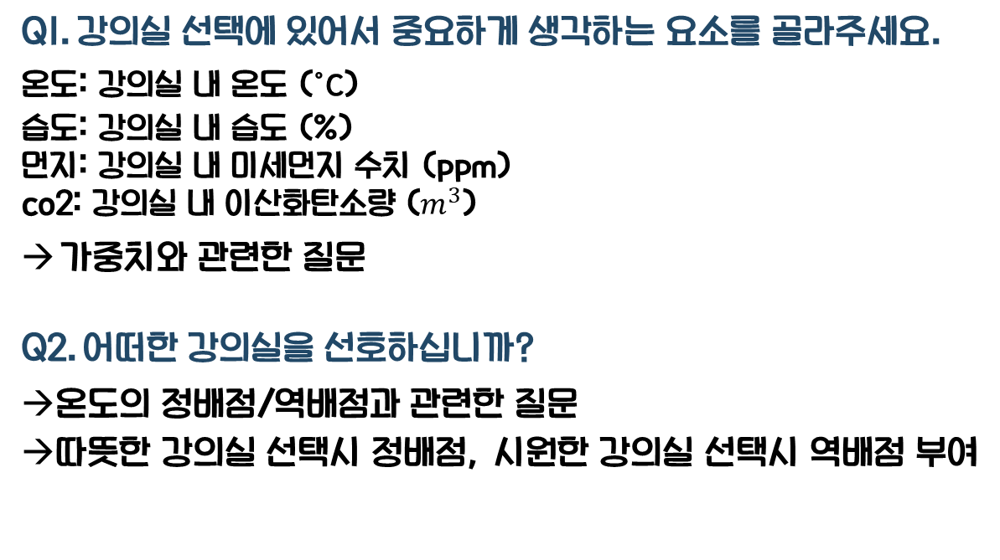 Q1. 강의실 선택에 있어서 중요하게 생각하는 요소를 골라주세요.
온도: 강의실 내 온도 (℃)
습도: 강의실 내 습도 (%)
먼지: 강의실 내 미세먼지 수치 (ppm)
co2: 강의실 내 이산화탄소량 (m³)
→ 가중치와 관련한 질문
Q2. 어떠한 강의실을 선호하십니까?
→온도의 정배점/역배점과 관련한 질문
→따뜻한 강의실 선택시 정배점, 시원한 강의실 선택시 역배점 부여